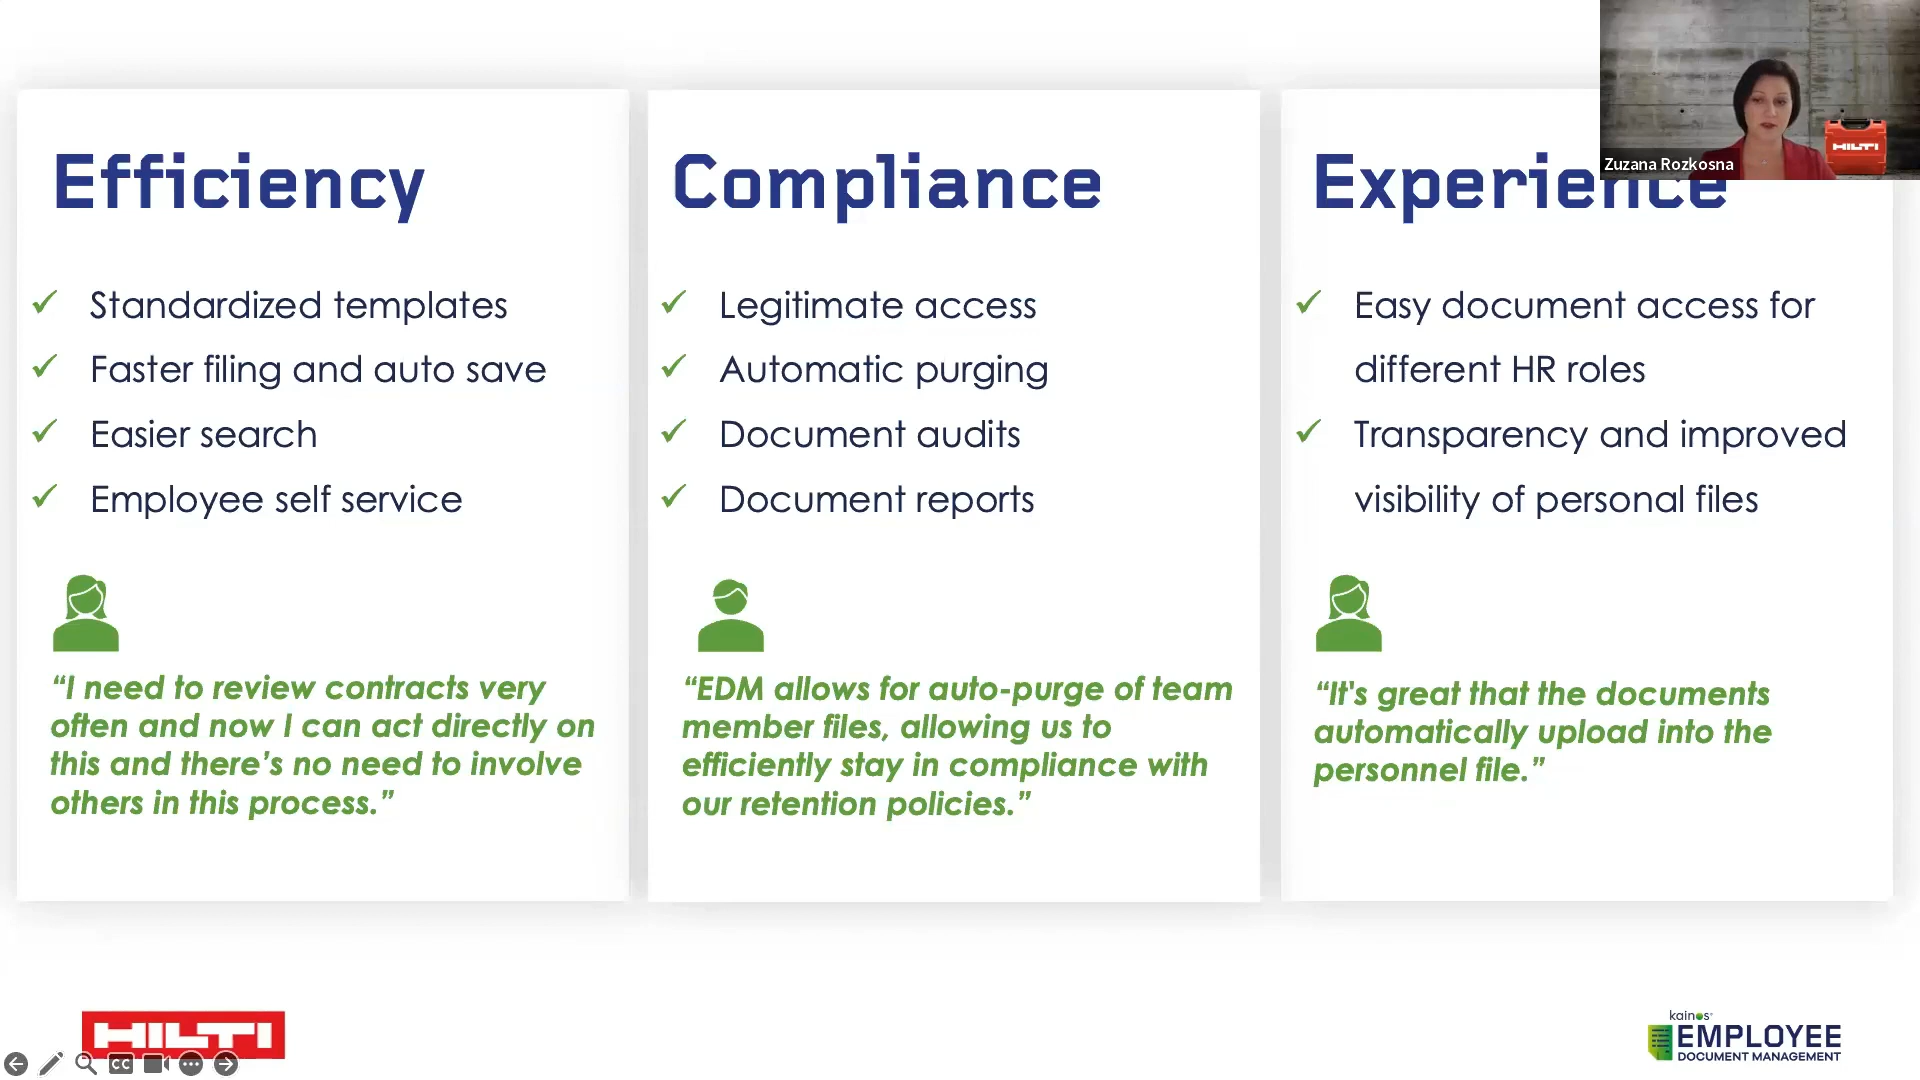 Efficiency
Standardized templates
Faster filing and auto save
Easier search
Employee self service
“I need to review contracts very
often and now I can act directly on
this and there’s no need to involve
others in this process.”
Compliance
Legitimate access
Automatic purging
Document audits
Document reports
“EDM allows for auto-purge of team
member files, allowing us to
efficiently stay in compliance with
our retention policies.”
Experience
Easy document access for
different HR roles
Transparency and improved
visibility of personal files
“It's great that the documents
automatically upload into the
personnel file.”
HILTI
Zuzana Rozkosna
HILTI
CC
kainos
EMPLOYEE
DOCUMENT MANAGEMENT